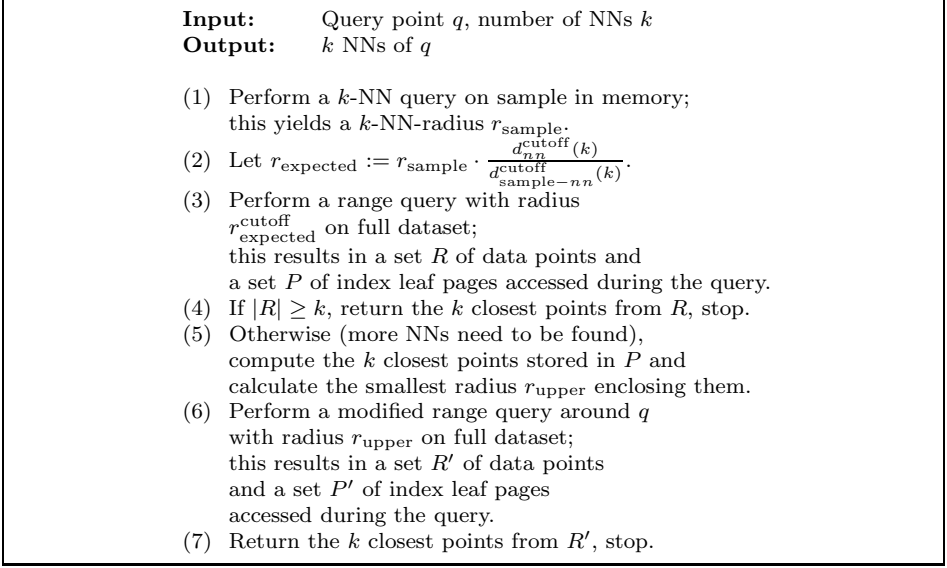 Input: Query point q, number of NNs k
Output: k NNs of q
(1) Perform a k-NN query on sample in memory;
this yields a k-NN-radius r_sample.
(2) Let r_expected := r_sample · d_nn^cutoff(k) / d_sample−nn^cutoff(k).
(3) Perform a range query with radius
r_expected^cutoff on full dataset;
this results in a set R of data points and
a set P of index leaf pages accessed during the query.
(4) If |R| ≥ k, return the k closest points from R, stop.
(5) Otherwise (more NNs need to be found),
compute the k closest points stored in P and
calculate the smallest radius r_upper enclosing them.
(6) Perform a modified range query around q
with radius r_upper on full dataset;
this results in a set R′ of data points
and a set P′ of index leaf pages
accessed during the query.
(7) Return the k closest points from R′, stop.